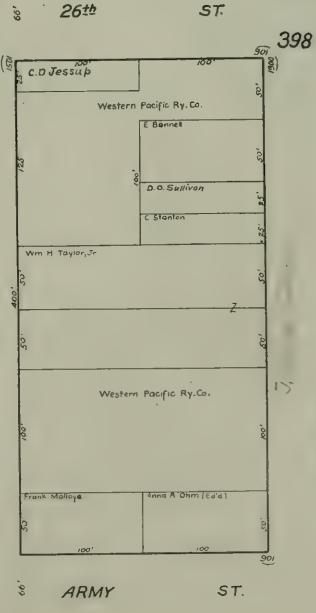 66' 26th ST.
398
(1501 100' 100' 901)
(1900
C.D Jessup
25'
50'
Western Pacific Ry. Co.
E Bannell
125'
100'
50'
D.O. Sullivan
25'
C Stanton
25'
Wm H Taylor, Jr
50'
50'
400'
Z
50'
50'
Western Pacific Ry. Co.
100'
100'
Frank Malloye
Anna A Ohm (Ed'd)
50'
50'
100'
100
(901
66' ARMY ST.